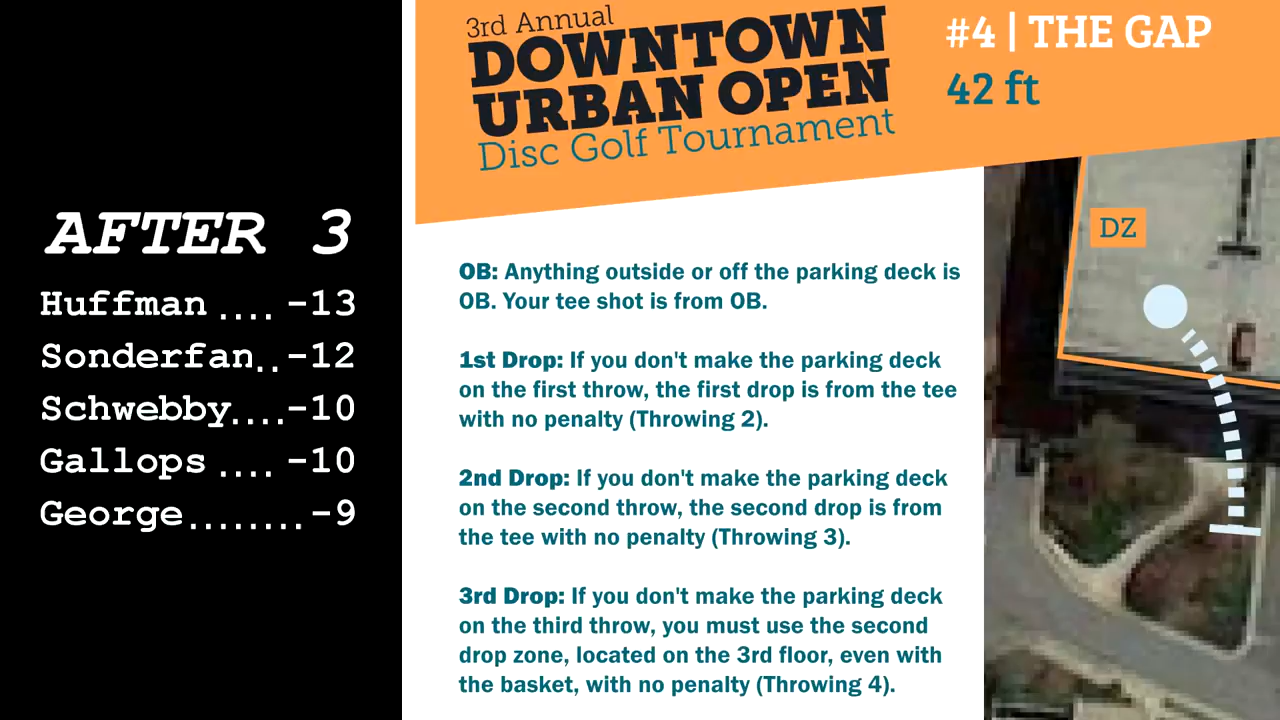 AFTER 3
Huffman .... -13
Sonderfan..-12
Schwebby....-10
Gallops .... -10
George........-9
3rd Annual
DOWNTOWN
URBAN OPEN
Disc Golf Tournament
#4 | THE GAP
42 ft
OB: Anything outside or off the parking deck is
OB. Your tee shot is from OB.
1st Drop: If you don't make the parking deck
on the first throw, the first drop is from the tee
with no penalty (Throwing 2).
2nd Drop: If you don't make the parking deck
on the second throw, the second drop is from
the tee with no penalty (Throwing 3).
3rd Drop: If you don't make the parking deck
on the third throw, you must use the second
drop zone, located on the 3rd floor, even with
the basket, with no penalty (Throwing 4).
DZ